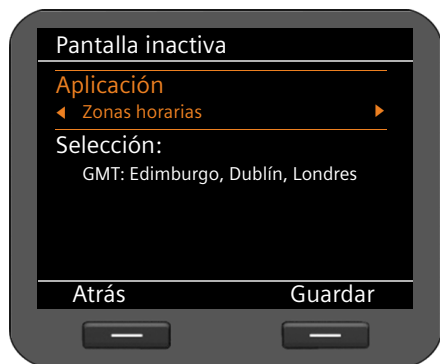 Pantalla inactiva
Aplicación
Zonas horarias
Selección:
GMT: Edimburgo, Dublín, Londres
Atrás Guardar